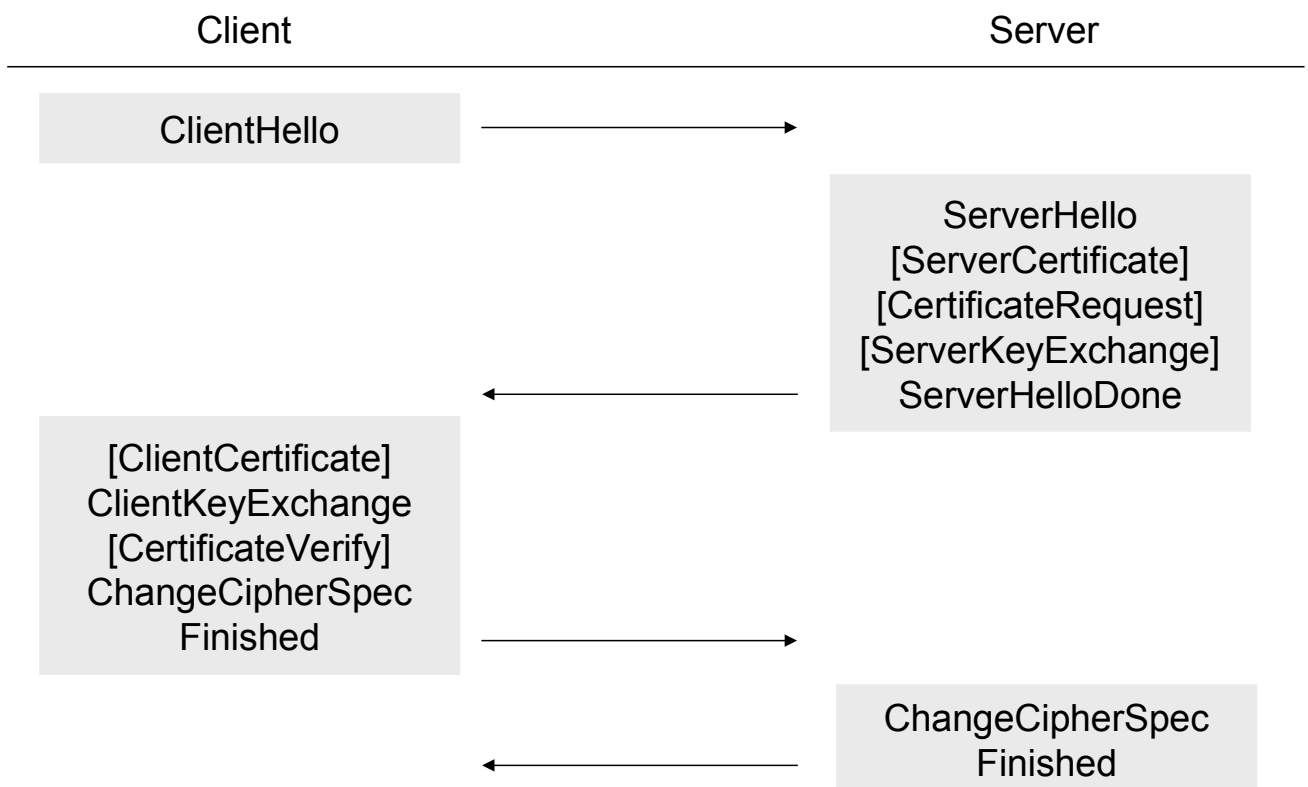 Client
Server
ClientHello
ServerHello
[ServerCertificate]
[CertificateRequest]
[ServerKeyExchange]
ServerHelloDone
[ClientCertificate]
ClientKeyExchange
[CertificateVerify]
ChangeCipherSpec
Finished
ChangeCipherSpec
Finished